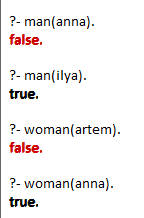 ?- man(anna).
false.
?- man(ilya).
true.
?- woman(artem).
false.
?- woman(anna).
true.